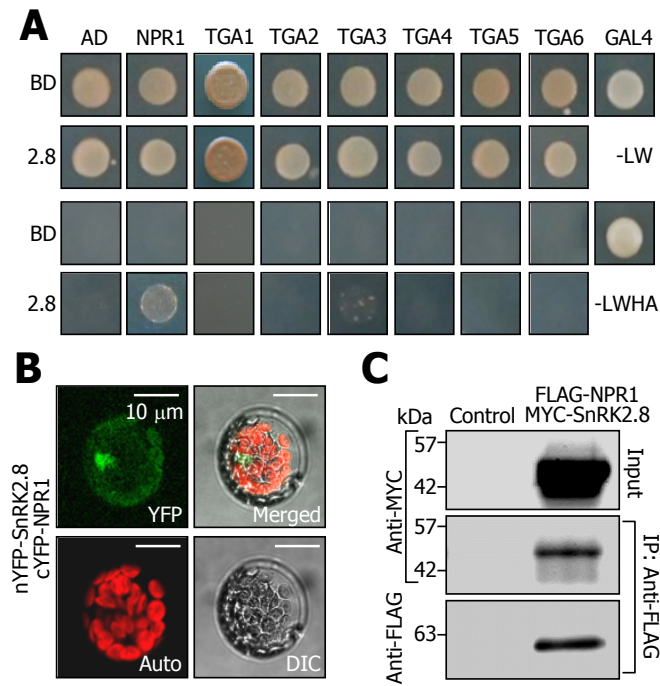 A
AD NPR1 TGA1 TGA2 TGA3 TGA4 TGA5 TGA6 GAL4
BD
2.8 -LW
BD
2.8 -LWHA
B
nYFP-SnRK2.8
cYFP-NPR1
10 μm
YFP
Merged
Auto
DIC
C
FLAG-NPR1
kDa Control MYC-SnRK2.8
Anti-MYC
57
42
Input
57
42
Anti-FLAG
63
IP: Anti-FLAG